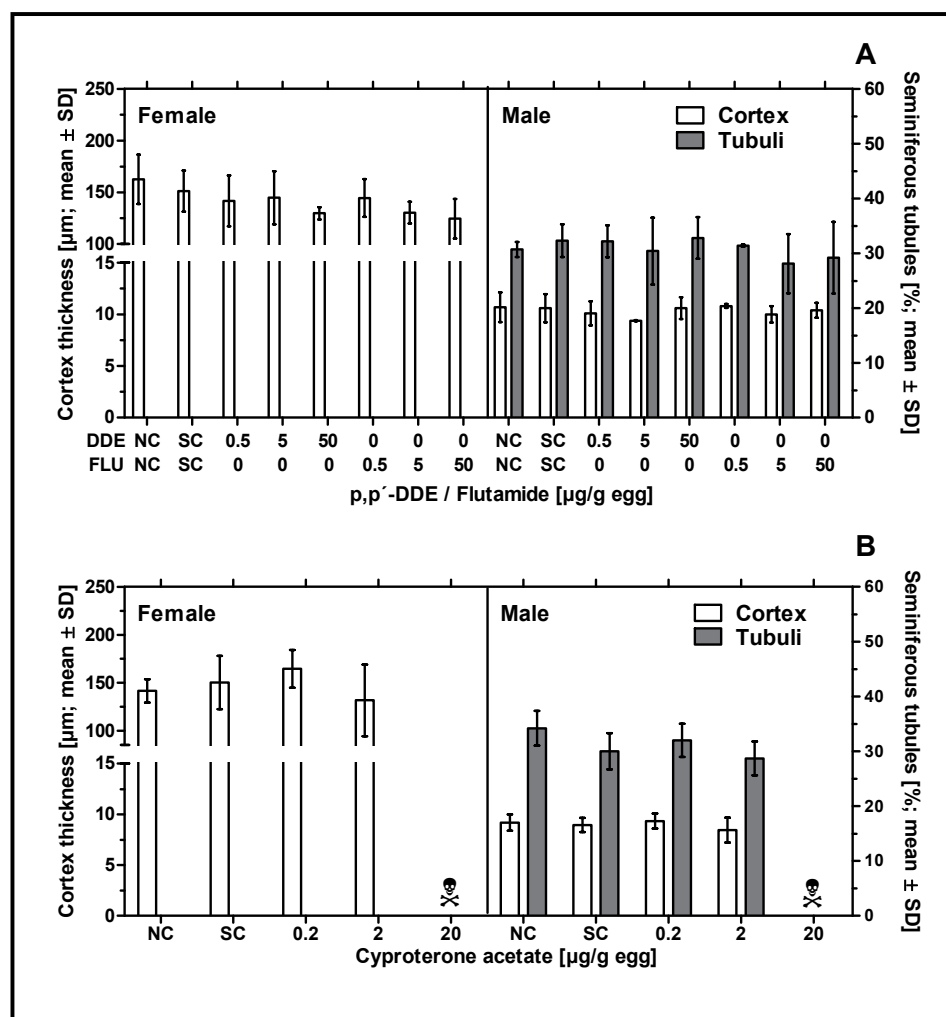 A
Cortex thickness [µm; mean ± SD]
Seminiferous tubules [%; mean ± SD]
250
200
150
100
15
10
5
0
60
50
40
30
20
10
0
Female
Male
Cortex
Tubuli
DDE NC SC 0.5 5 50 0 0 0 NC SC 0.5 5 50 0 0 0
FLU NC SC 0 0 0 0.5 5 50 NC SC 0 0 0 0.5 5 50
p,p´-DDE / Flutamide [µg/g egg]
B
Cortex thickness [µm; mean ± SD]
Seminiferous tubules [%; mean ± SD]
250
200
150
100
15
10
5
0
60
50
40
30
20
10
0
Female
Male
Cortex
Tubuli
NC SC 0.2 2 20 NC SC 0.2 2 20
Cyproterone acetate [µg/g egg]